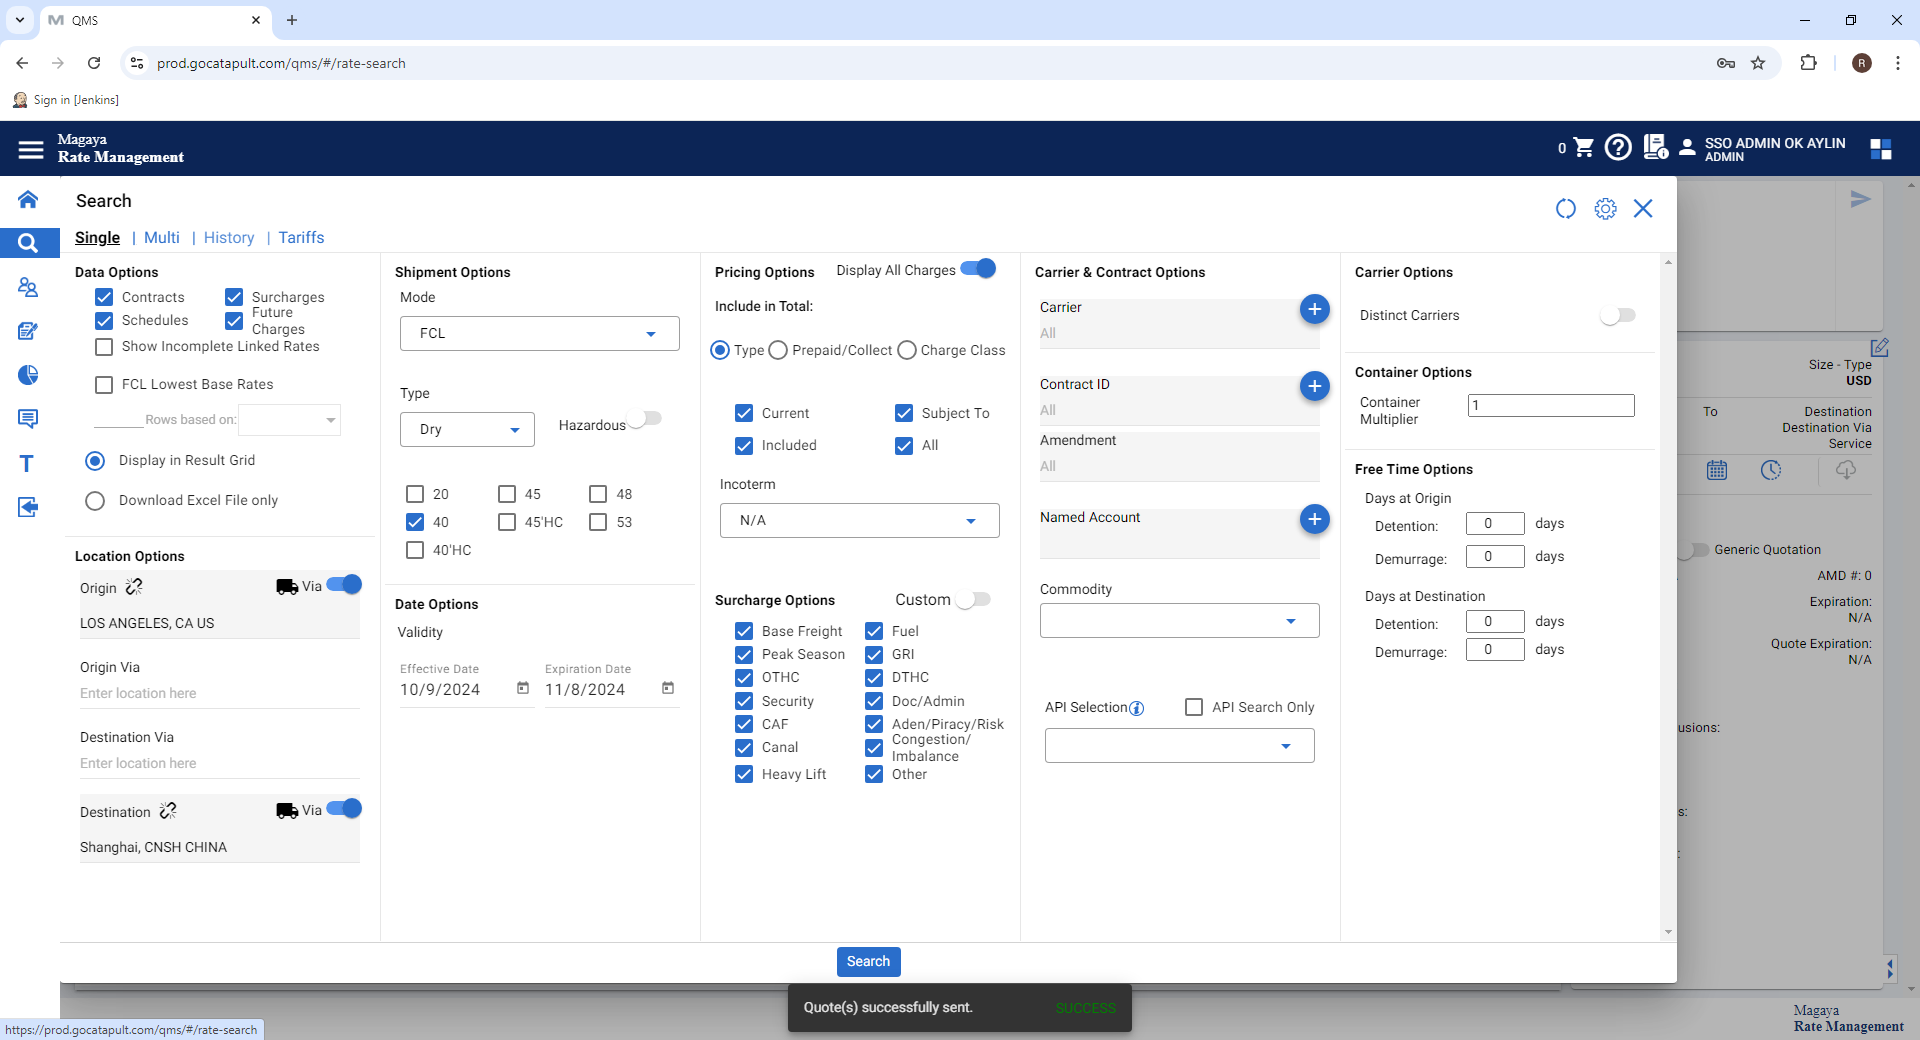 QMS
prod.gocatapult.com/qms/#/rate-search
R
Sign in [Jenkins]
Magaya
Rate Management
0
SSO ADMIN OK AYLIN
ADMIN
Search
Single | Multi | History | Tariffs
Data Options
Contracts
Surcharges
Schedules
Future Charges
Show Incomplete Linked Rates
FCL Lowest Base Rates
Rows based on:
Display in Result Grid
Download Excel File only
Location Options
Origin
Via
LOS ANGELES, CA US
Origin Via
Enter location here
Destination Via
Enter location here
Destination
Via
Shanghai, CNSH CHINA
Shipment Options
Mode
FCL
Type
Dry
Hazardous
20
45
48
40
45'HC
53
40'HC
Date Options
Validity
Effective Date
Expiration Date
10/9/2024
11/8/2024
Pricing Options
Display All Charges
Include in Total:
Type
Prepaid/Collect
Charge Class
Current
Subject To
Included
All
Incoterm
N/A
Surcharge Options
Custom
Base Freight
Fuel
Peak Season
GRI
OTHC
DTHC
Security
Doc/Admin
CAF
Aden/Piracy/Risk
Canal
Congestion/
Imbalance
Heavy Lift
Other
Carrier & Contract Options
Carrier
All
Contract ID
All
Amendment
All
Named Account
Commodity
API Selection
API Search Only
Carrier Options
Distinct Carriers
Container Options
Container
Multiplier
1
Free Time Options
Days at Origin
Detention:
0
days
Demurrage:
0
days
Days at Destination
Detention:
0
days
Demurrage:
0
days
Size - Type
USD
To
Destination
Destination Via
Service
Generic Quotation
AMD #: 0
Expiration:
N/A
Quote Expiration:
N/A
usions:
s:
Search
Quote(s) successfully sent.
SUCCESS
https://prod.gocatapult.com/qms/#/rate-search
Magaya
Rate Management